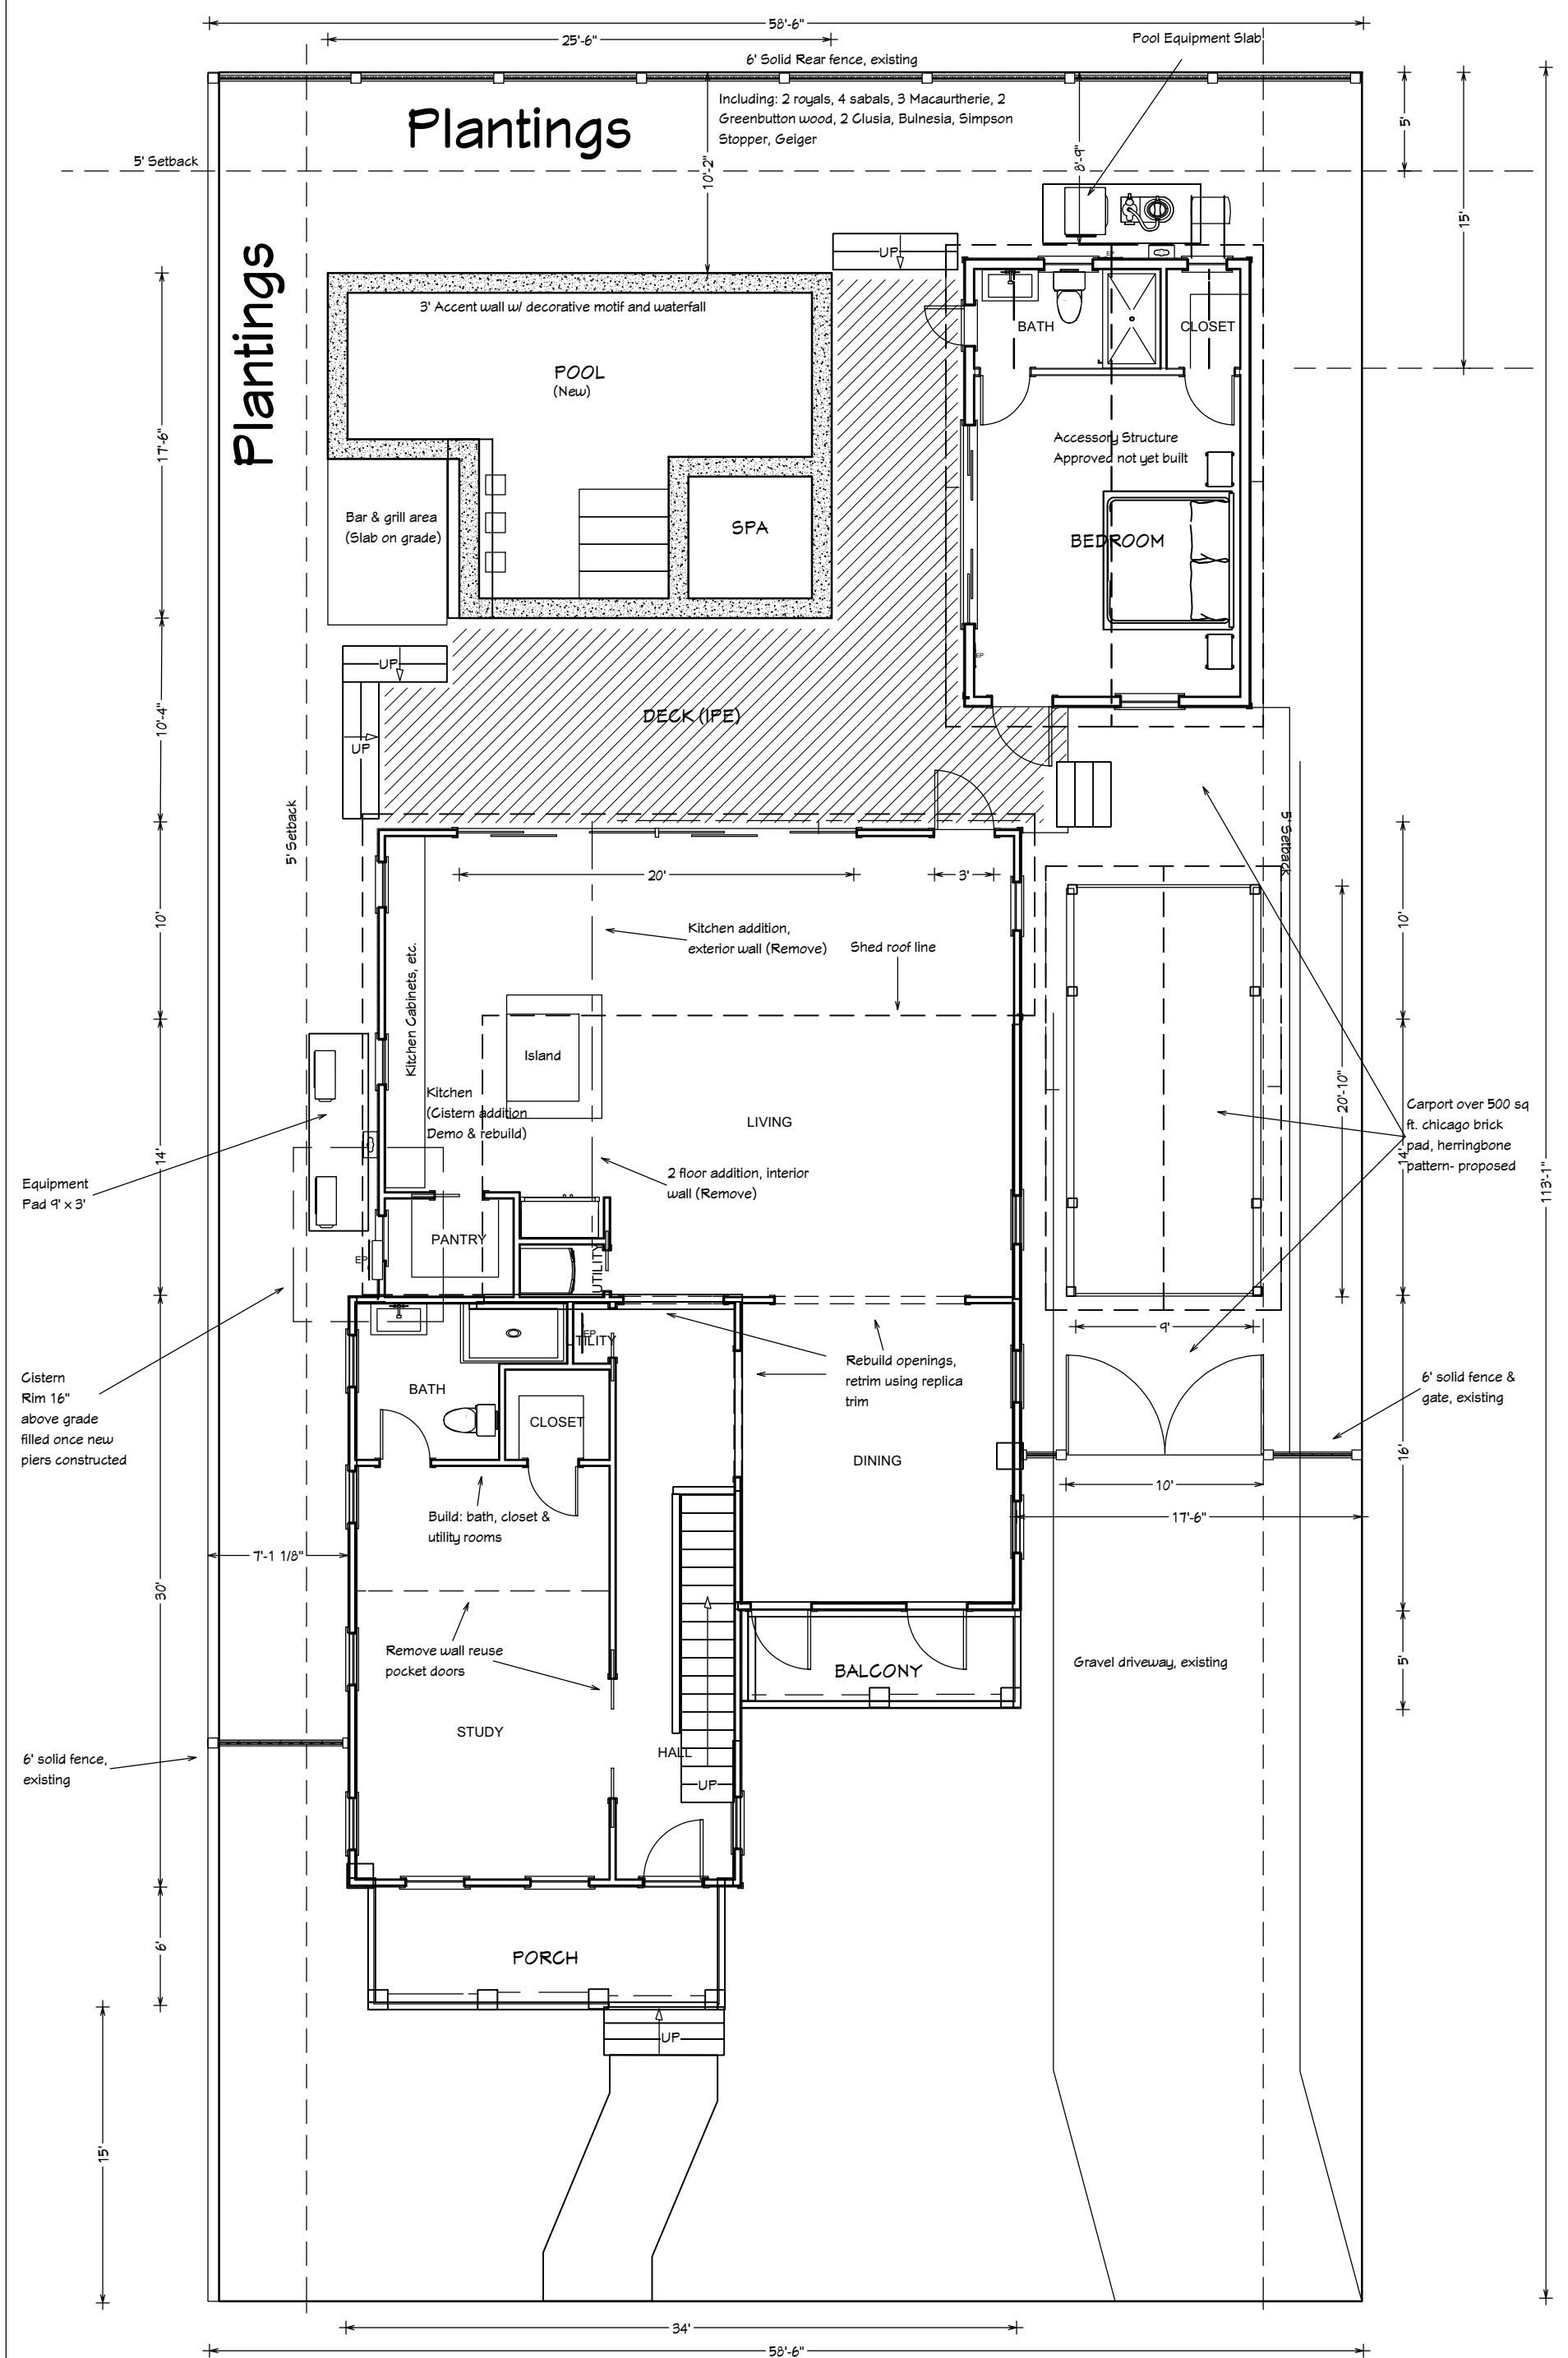 58'-6"
25'-6"
Pool Equipment Slab
6' Solid Rear fence, existing
Plantings
Including: 2 royals, 4 sabals, 3 Macaurtherie, 2
Greenbutton wood, 2 Clusia, Bulnesia, Simpson
Stopper, Geiger
5'
5' Setback
10'-2"
8'-9"
15'
Plantings
UP
EP
3' Accent wall w/ decorative motif and waterfall
BATH
CLOSET
POOL
(New)
17'-6"
Accessory Structure
Approved not yet built
Bar & grill area
(Slab on grade)
SPA
BEDROOM
EP
UP
10'-4"
DECK (IPE)
UP
5' Setback
5' Setback
20'
3'
10'
10'
Kitchen addition,
exterior wall (Remove)
Shed roof line
Kitchen Cabinets, etc.
Island
Kitchen
(Cistern addition
Demo & rebuild)
LIVING
20'-10"
Carport over 500 sq
ft. chicago brick
pad, herringbone
pattern- proposed
14'
14'
113'-1"
2 floor addition, interior
wall (Remove)
Equipment
Pad 9' x 3'
PANTRY
EP
UTILITY
9'
EP
UTILITY
Rebuild openings,
retrim using replica
trim
Cistern
Rim 16"
above grade
filled once new
piers constructed
BATH
CLOSET
6' solid fence &
gate, existing
DINING
16'
10'
Build: bath, closet &
utility rooms
17'-6"
7'-1 1/8"
30'
Remove wall reuse
pocket doors
BALCONY
Gravel driveway, existing
5'
STUDY
HALL
6' solid fence,
existing
UP
6'
PORCH
UP
15'
34'
58'-6"